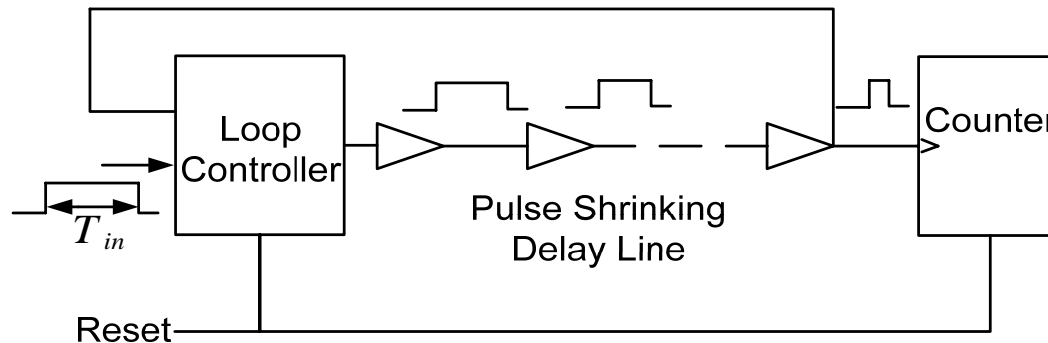 Loop
Controller
Counter
T in
Pulse Shrinking
Delay Line
Reset